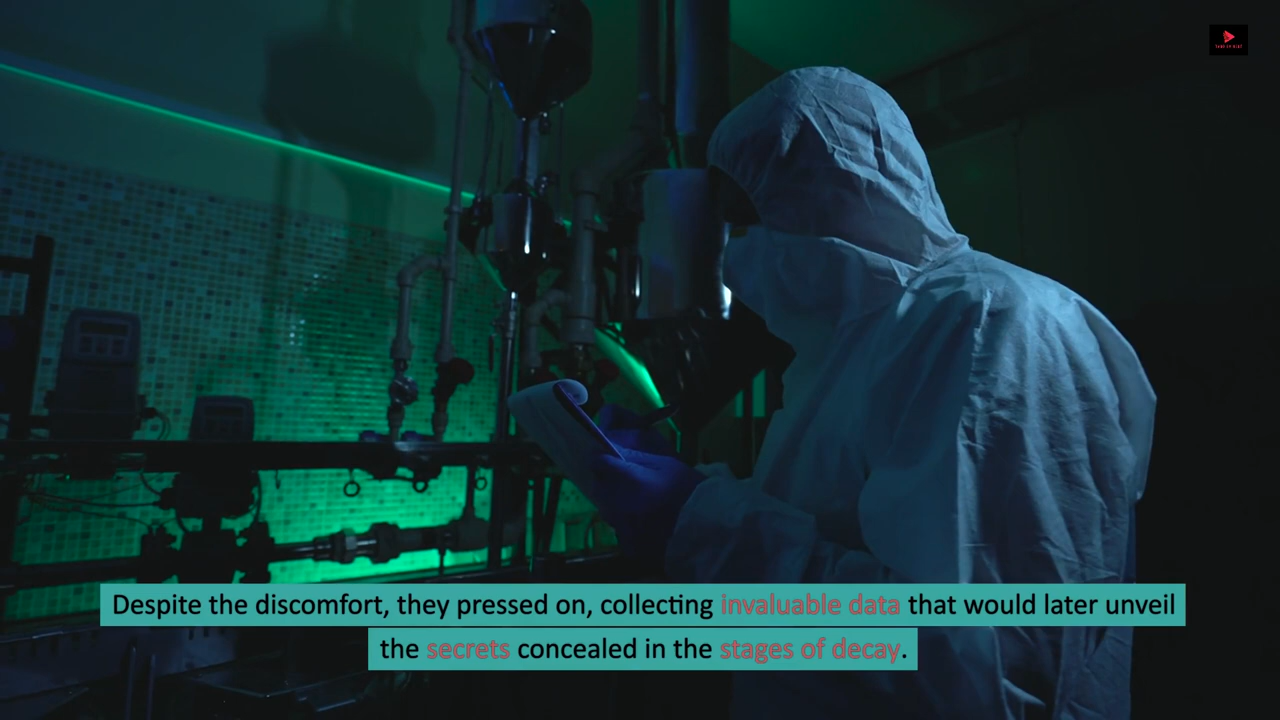 Despite the discomfort, they pressed on, collecting invaluable data that would later unveil
the secrets concealed in the stages of decay.